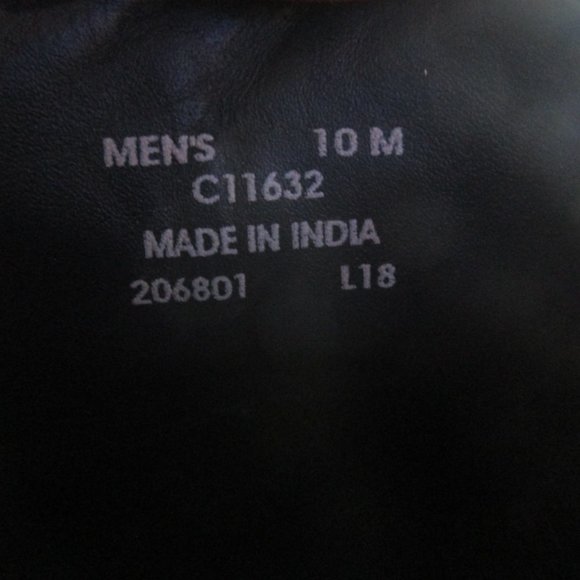 MEN'S 10 M
C11632
MADE IN INDIA
206801 L18